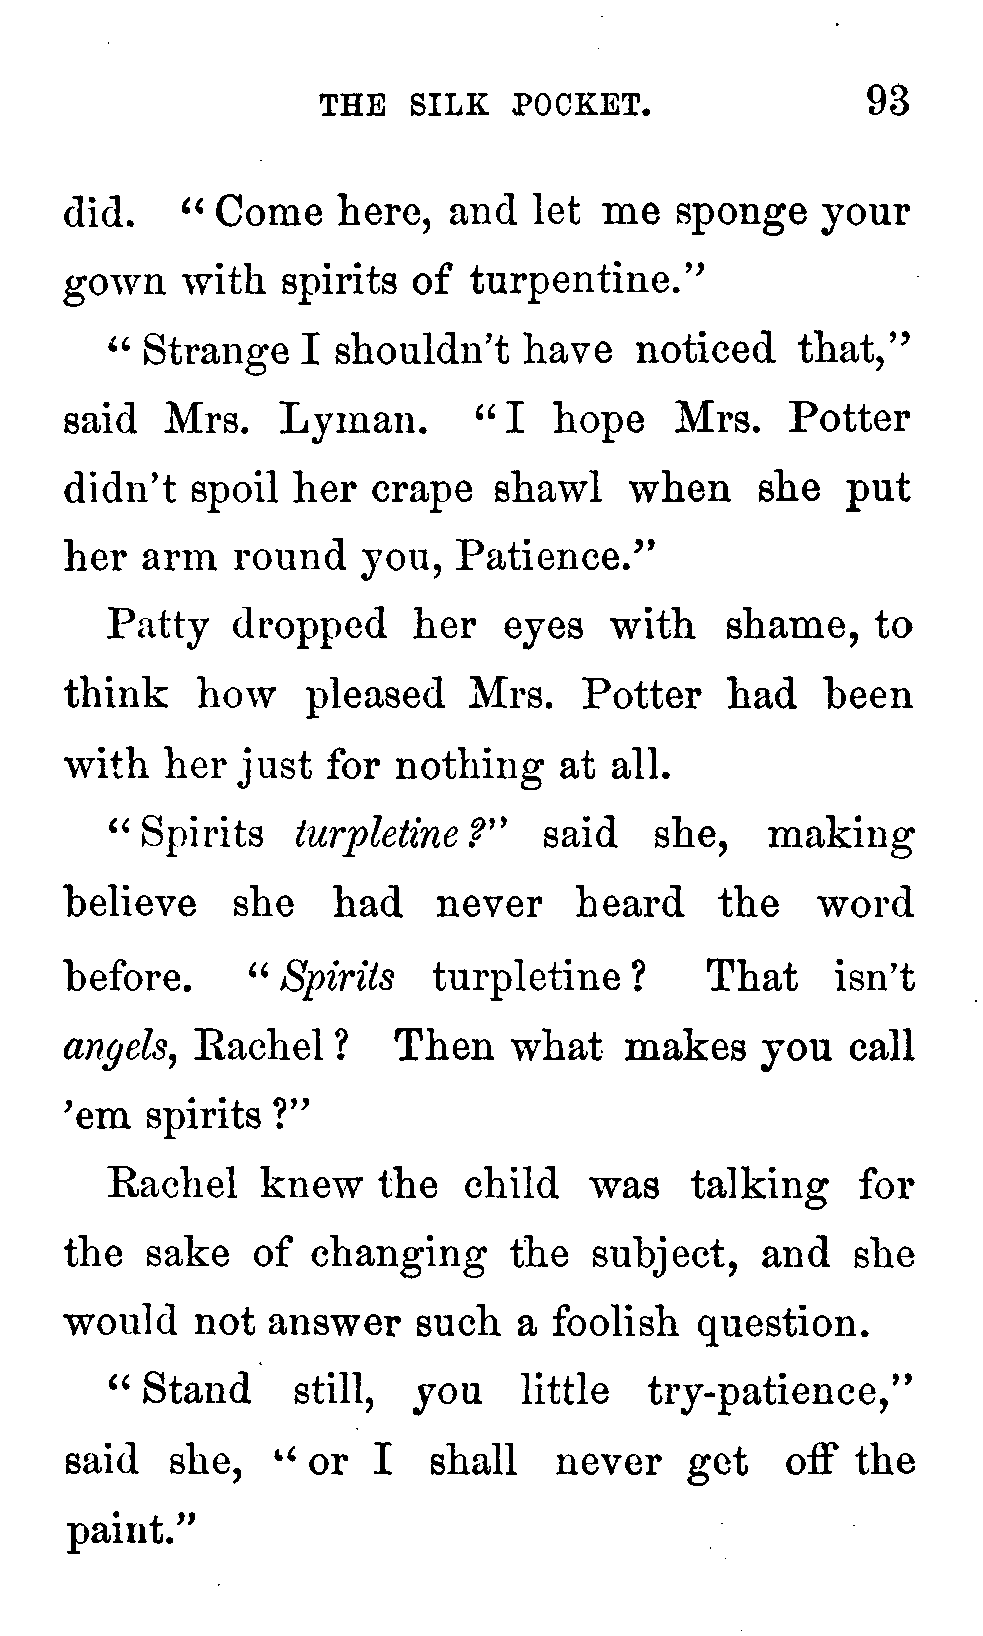 THE SILK POCKET. 93
did. “Come here, and let me sponge your
gown with spirits of turpentine.”
“Strange I shouldn't have noticed that,”
said Mrs. Lyman. “I hope Mrs. Potter
didn't spoil her crape shawl when she put
her arm round you, Patience.”
Patty dropped her eyes with shame, to
think how pleased Mrs. Potter had been
with her just for nothing at all.
“Spirits turpletine?” said she, making
believe she had never heard the word
before. “Spirits turpletine? That isn't
angels, Rachel? Then what makes you call
'em spirits?”
Rachel knew the child was talking for
the sake of changing the subject, and she
would not answer such a foolish question.
“Stand still, you little try-patience,”
said she, “or I shall never get off the
paint.”